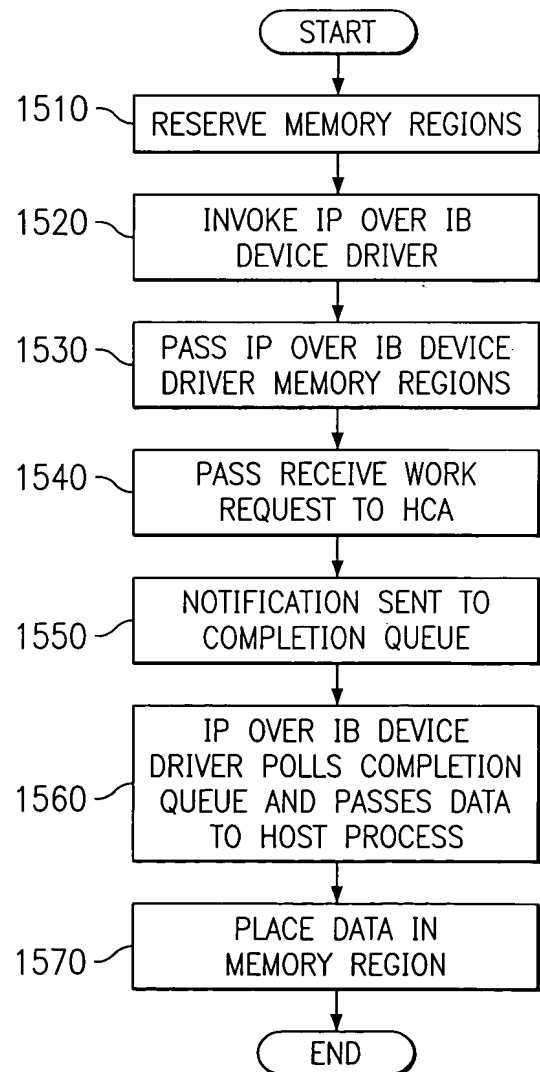 START
1510
RESERVE MEMORY REGIONS
1520
INVOKE IP OVER IB
DEVICE DRIVER
1530
PASS IP OVER IB DEVICE
DRIVER MEMORY REGIONS
1540
PASS RECEIVE WORK
REQUEST TO HCA
1550
NOTIFICATION SENT TO
COMPLETION QUEUE
1560
IP OVER IB DEVICE
DRIVER POLLS COMPLETION
QUEUE AND PASSES DATA
TO HOST PROCESS
1570
PLACE DATA IN
MEMORY REGION
END